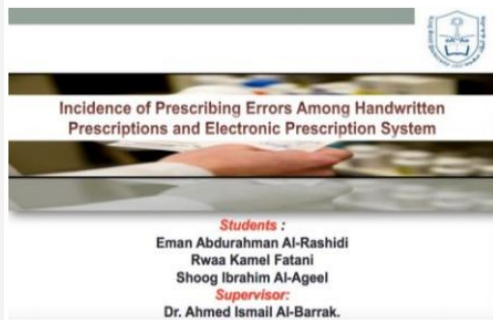 Incidence of Prescribing Errors Among Handwritten
Prescriptions and Electronic Prescription System
Students :
Eman Abdurahman Al-Rashidi
Rwaa Kamel Fatani
Shoog Ibrahim Al-Ageel
Supervisor:
Dr. Ahmed Ismail Al-Barrak.